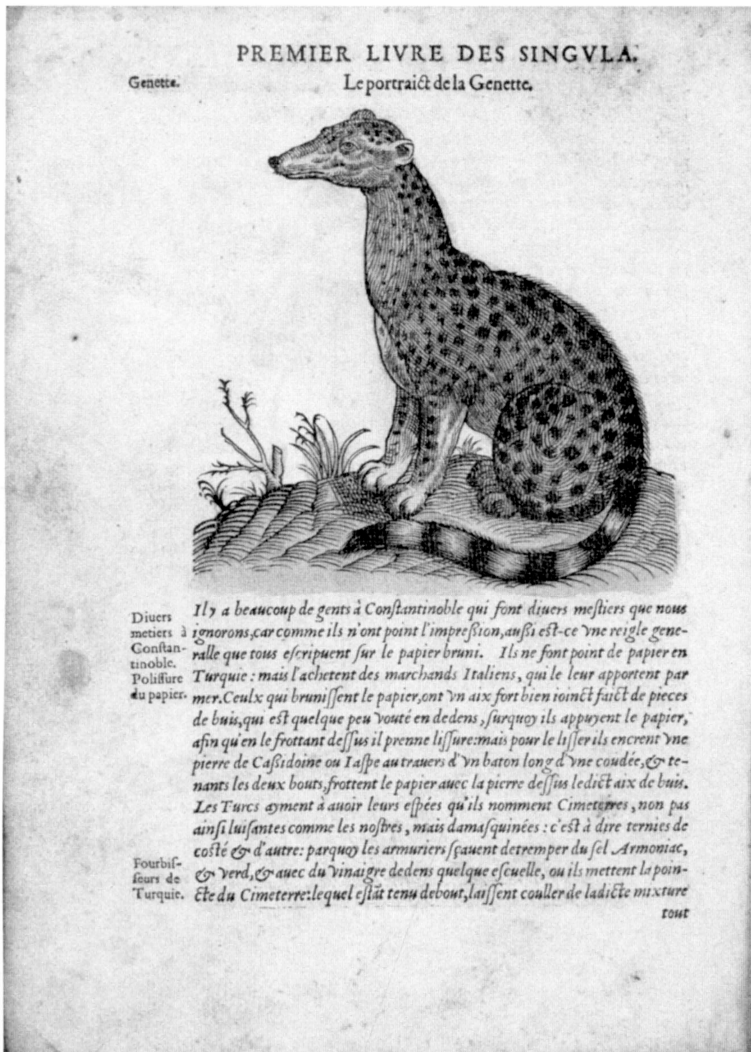 PREMIER LIVRE DES SINGVLA.
Genette.
Le portraict de la Genette.
Diuers
metiers à
Constan-
tinoble.
Polissure
du papier.
Il y a beaucoup de gents à Constantinoble qui font diuers mestiers que nous
ignorons, car comme ils n'ont point l'impreßion, außi est-ce vne reigle gene-
ralle que tous escripuent sur le papier bruni. Ils ne font point de papier en
Turquie : mais l'achetent des marchands Italiens, qui le leur apportent par
mer. Ceulx qui brunissent le papier, ont vn aix fort bien ioinct faict de pieces
de buis, qui est quelque peu vouté en dedens, surquoy ils appuyent le papier,
afin qu'en le frottant dessus il prenne lissure: mais pour le lisser ils encrent vne
pierre de Caßidoine ou Iaspe au trauers d'vn baton long d'vne coudée, & te-
nants les deux bouts, frottent le papier auec la pierre dessus ledict aix de buis.
Les Turcs ayment à auoir leurs espées qu'ils nomment Cimeterres, non pas
ainsi luisantes comme les nostres, mais damasquinées : c'est à dire ternies de
costé & d'autre: parquoy les armuriers sçauent detremper du sel Armoniac,
& verd, & auec du vinaigre dedens quelque escuelle, ou ils mettent la poin-
cte du Cimeterre: lequel estāt tenu debout, laissent couller de ladicte mixture
tout
Fourbis-
seurs de
Turquie.